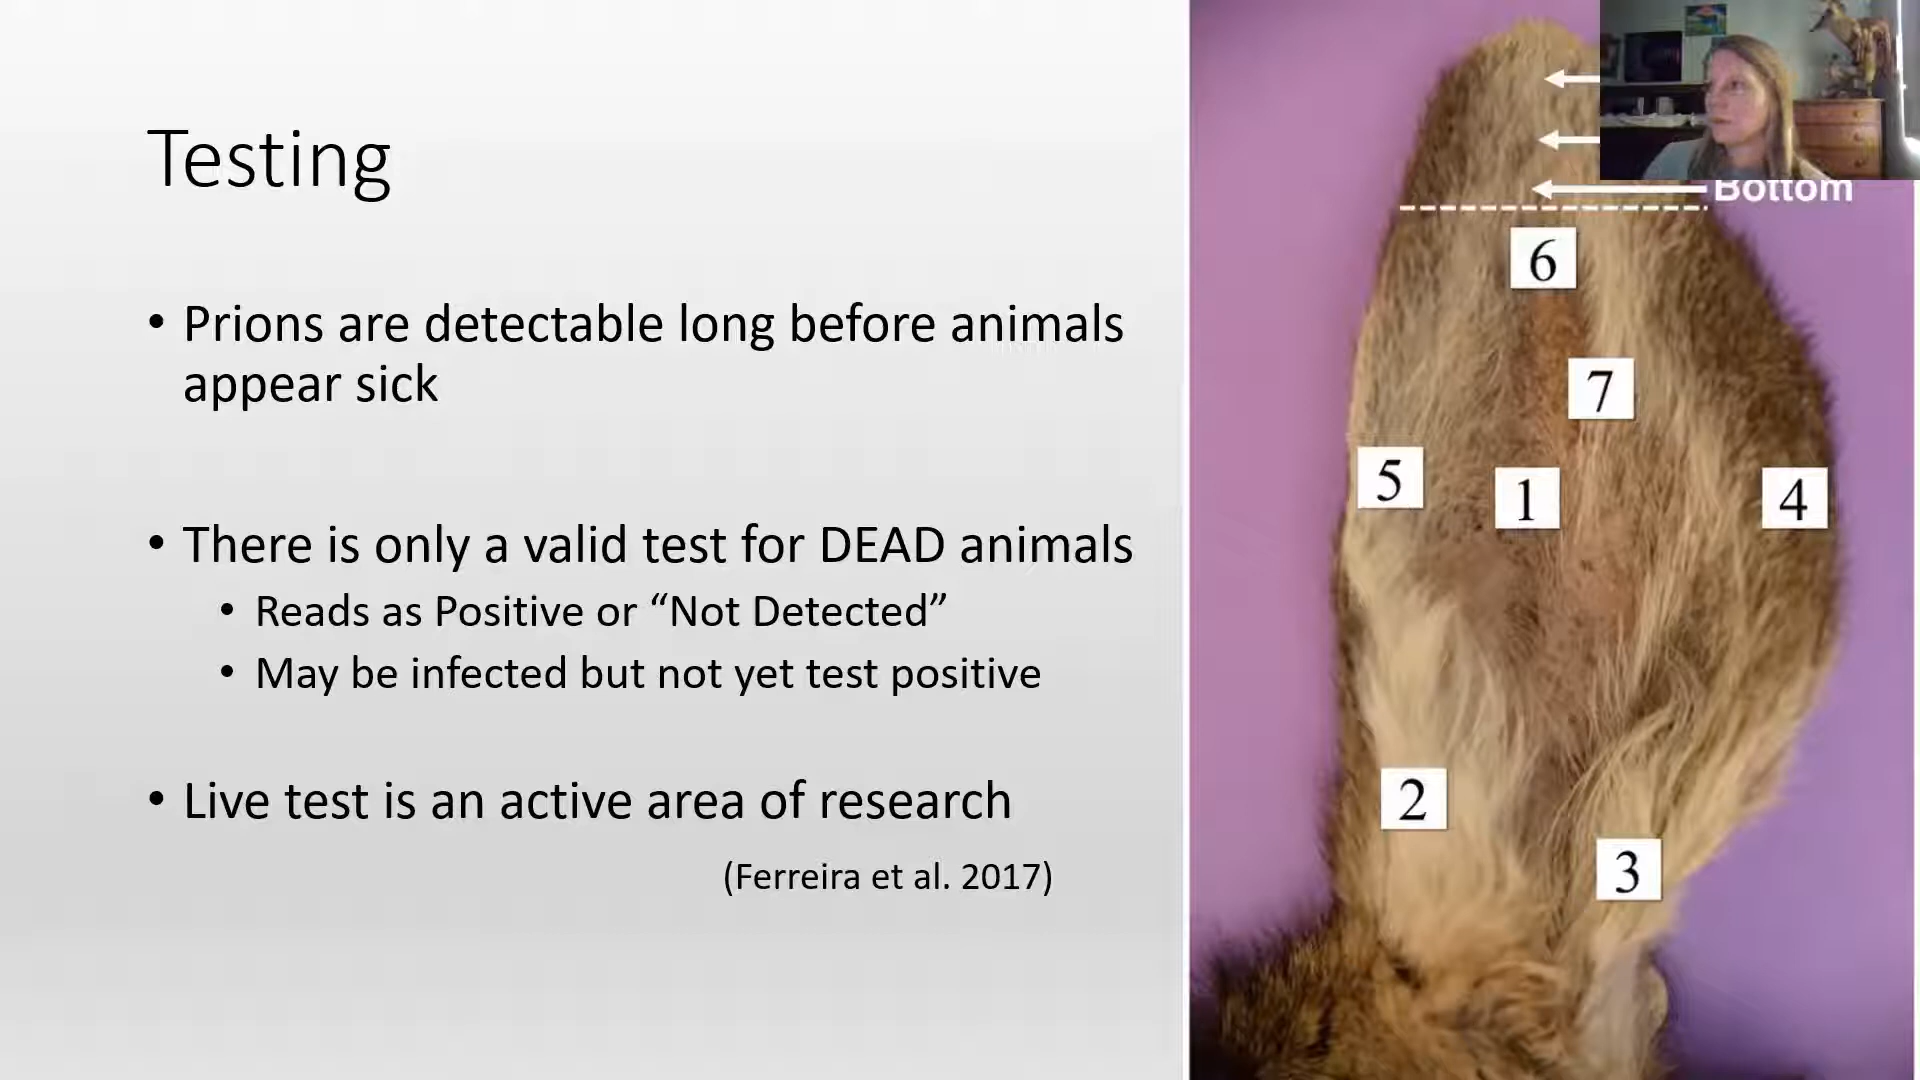 Testing
• Prions are detectable long before animals
appear sick
• There is only a valid test for DEAD animals
• Reads as Positive or “Not Detected”
• May be infected but not yet test positive
• Live test is an active area of research
(Ferreira et al. 2017)
Bottom
6
7
5
1
4
2
3